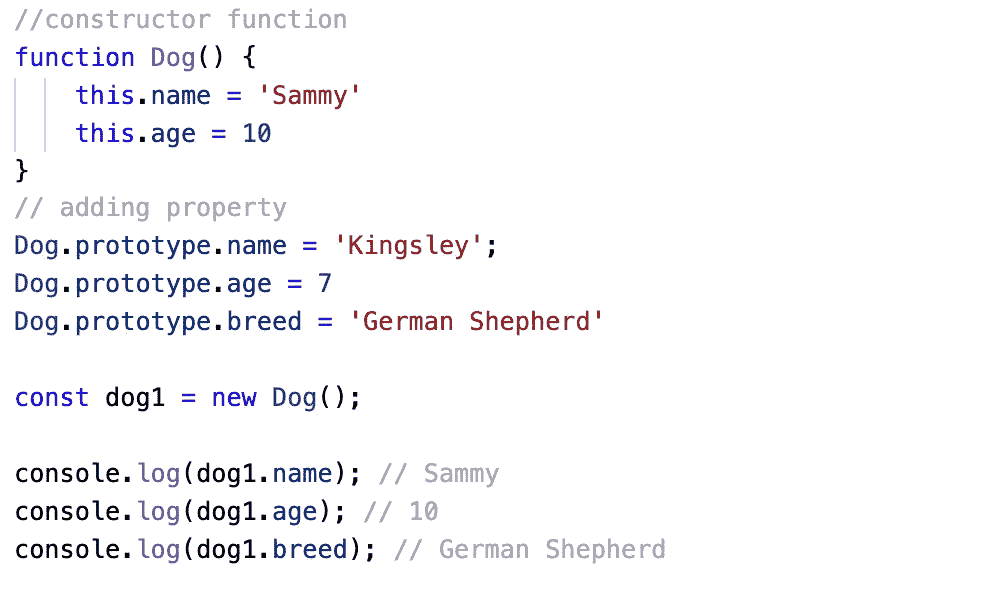 //constructor function
function Dog() {
    this.name = 'Sammy'
    this.age = 10
}
// adding property
Dog.prototype.name = 'Kingsley';
Dog.prototype.age = 7
Dog.prototype.breed = 'German Shepherd'

const dog1 = new Dog();

console.log(dog1.name); // Sammy
console.log(dog1.age); // 10
console.log(dog1.breed); // German Shepherd